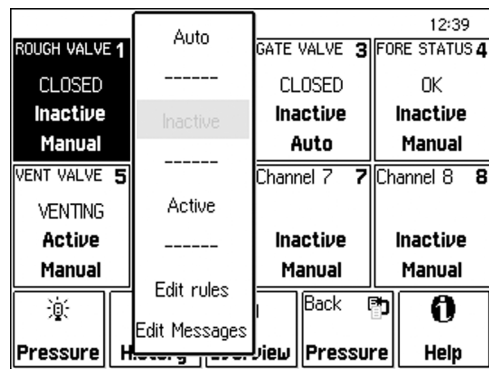 12:39
ROUGH VALVE 1
CLOSED
Inactive
Manual
Auto
------
Inactive
------
Active
------
Edit rules
Edit Messages
GATE VALVE 3
CLOSED
Inactive
Auto
FORE STATUS 4
OK
Inactive
Manual
VENT VALVE 5
VENTING
Active
Manual
Channel 7 7
Inactive
Manual
Channel 8 8
Inactive
Manual
Pressure
Back
Pressure
Help